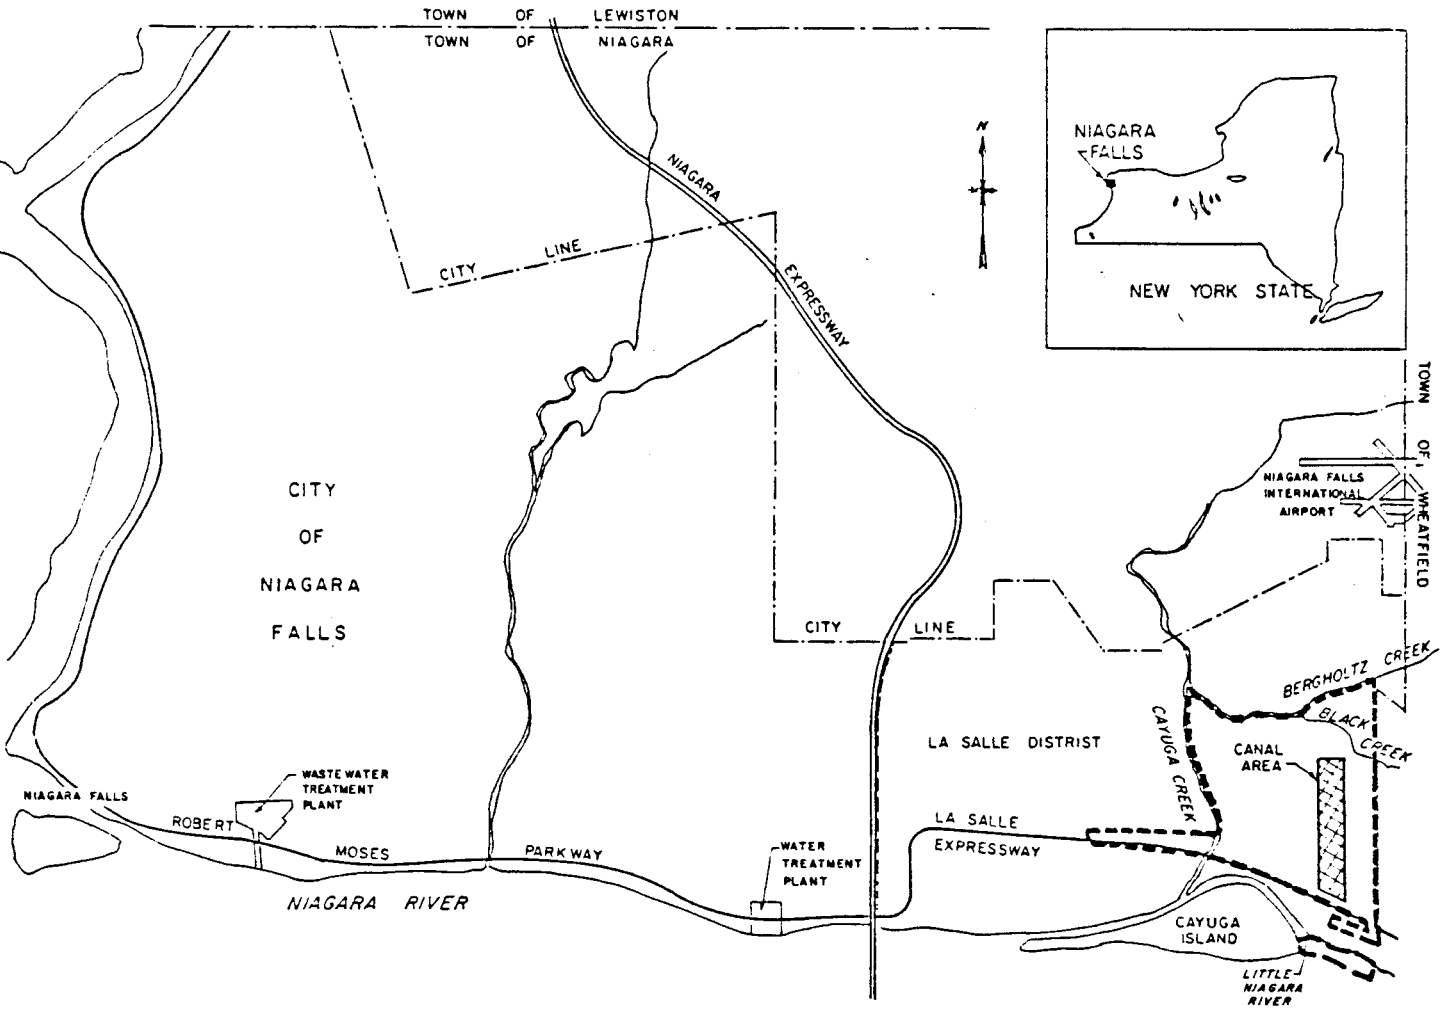 TOWN OF LEWISTON
TOWN OF NIAGARA
N
NIAGARA
FALLS
NEW YORK STATE
NIAGARA
EXPRESSWAY
CITY LINE
TOWN OF WHEATFIELD
NIAGARA FALLS
INTERNATIONAL
AIRPORT
CITY
OF
NIAGARA
FALLS
CITY LINE
BERGHOLTZ CREEK
BLACK CREEK
CAYUGA CREEK
LA SALLE DISTRIST
CANAL
AREA
WASTE WATER
TREATMENT
PLANT
NIAGARA FALLS
ROBERT MOSES PARKWAY
LA SALLE
EXPRESSWAY
WATER
TREATMENT
PLANT
NIAGARA RIVER
CAYUGA
ISLAND
LITTLE
NIAGARA
RIVER